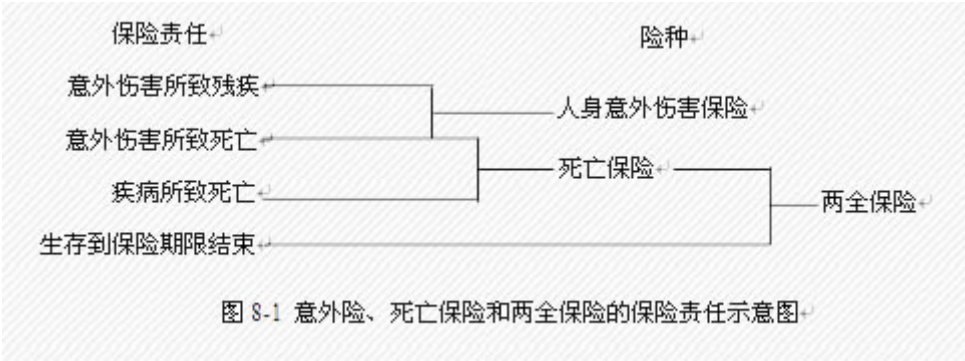 保险责任 险种
意外伤害所致残疾
人身意外伤害保险
意外伤害所致死亡
死亡保险
疾病所致死亡
两全保险
生存到保险期限结束
图 8-1 意外险、死亡保险和两全保险的保险责任示意图